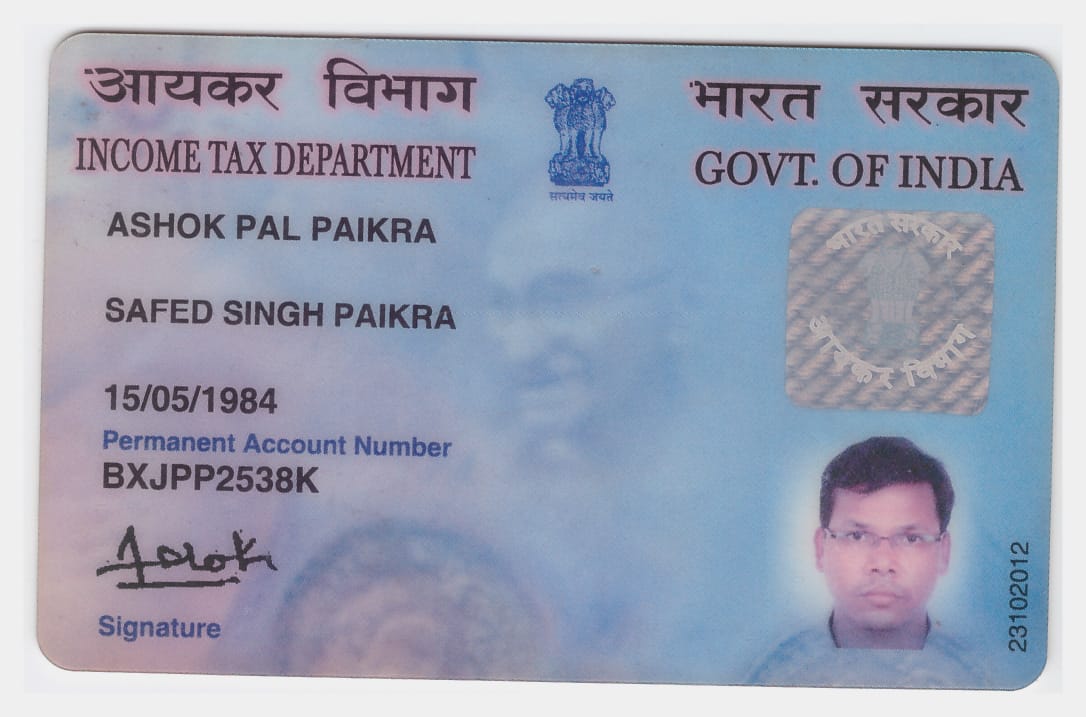 आयकर विभाग
INCOME TAX DEPARTMENT
भारत सरकार
GOVT. OF INDIA
सत्यमेव जयते
ASHOK PAL PAIKRA
SAFED SINGH PAIKRA
15/05/1984
Permanent Account Number
BXJPP2538K
Ashok
Signature
भारत सरकार
आयकर विभाग
23102012